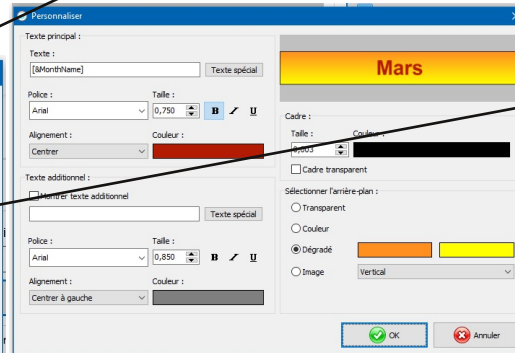 Personnaliser
Texte principal :
Texte :
[&MonthName]
Texte spécial
Police :
Taille :
Arial
0,750
B I U
Alignement :
Couleur :
Centrer
Texte additionnel :
Montrer texte additionnel
Texte spécial
Police :
Taille :
Arial
0,850
B I U
Alignement :
Couleur :
Centrer à gauche
Mars
Cadre :
Taille :
Couleur :
0,003
Cadre transparent
Sélectionner l'arrière-plan :
Transparent
Couleur
Dégradé
Image
Vertical
OK
Annuler